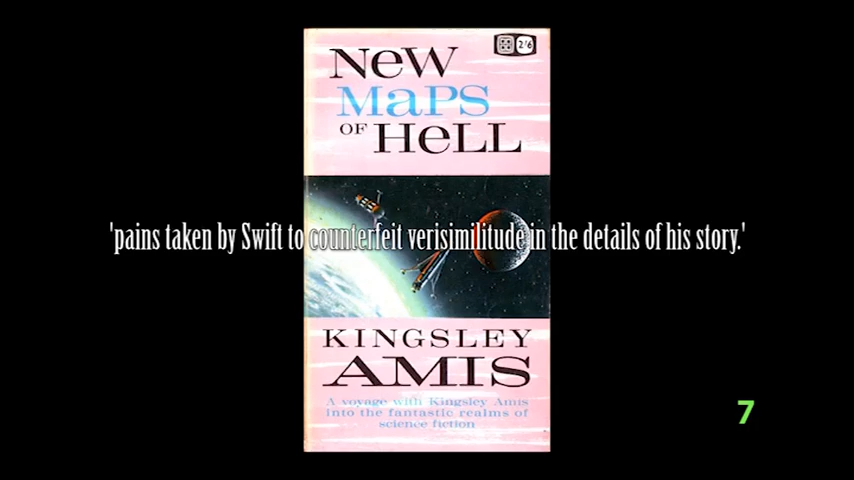 2/6
NeW
MaPS
OF HeLL
'pains taken by Swift to counterfeit verisimilitude in the details of his story.'
KINGSLEY
AMIS
A voyage with Kingsley Amis
into the fantastic realms of
science fiction
7